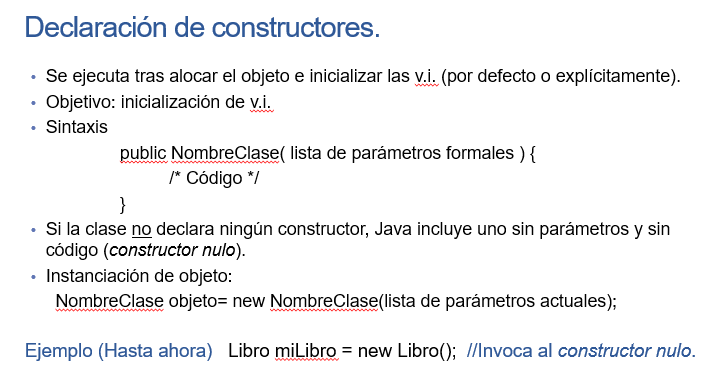 Declaración de constructores.
• Se ejecuta tras alocar el objeto e inicializar las v.i. (por defecto o explícitamente).
• Objetivo: inicialización de v.i.
• Sintaxis
public NombreClase( lista de parámetros formales ) {
/* Código */
}
• Si la clase no declara ningún constructor, Java incluye uno sin parámetros y sin
código (constructor nulo).
• Instanciación de objeto:
NombreClase objeto= new NombreClase(lista de parámetros actuales);
Ejemplo (Hasta ahora) Libro miLibro = new Libro(); //Invoca al constructor nulo.